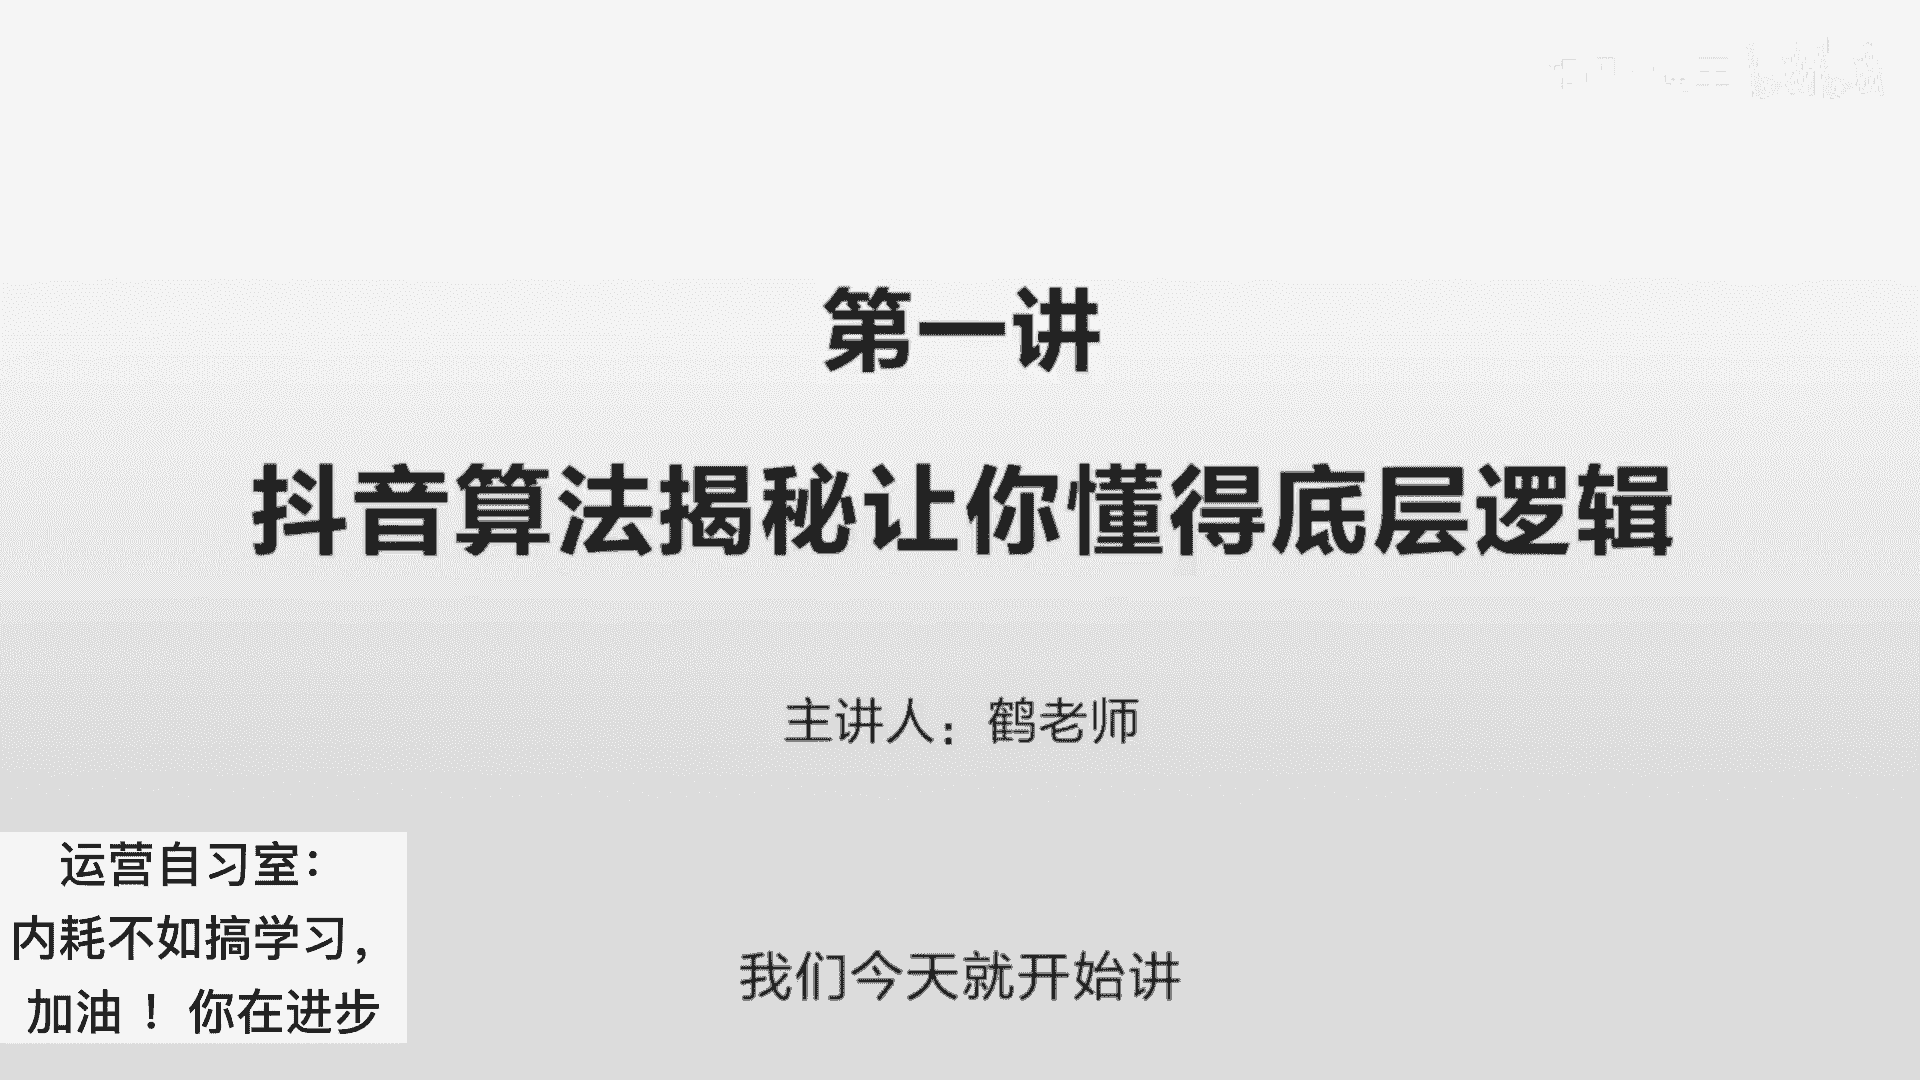 第一讲
抖音算法揭秘让你懂得底层逻辑
主讲人：鹤老师
运营自习室：
内耗不如搞学习，
加油！你在进步
我们今天就开始讲